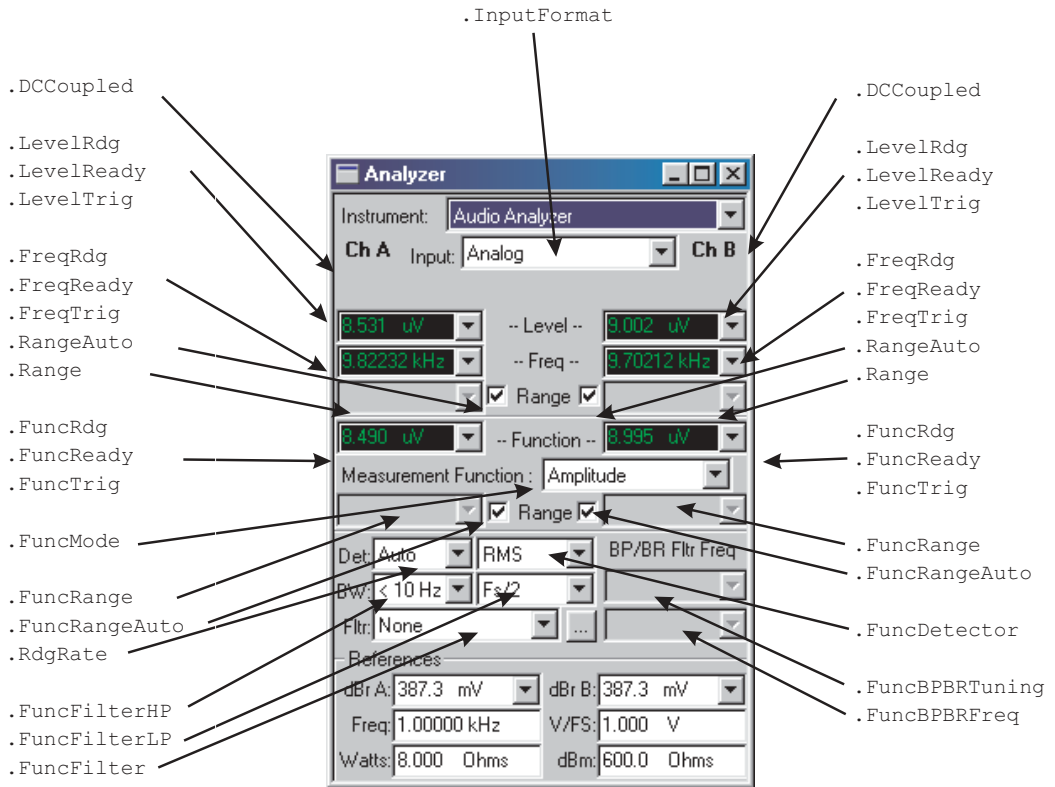 .InputFormat
.DCCoupled
.LevelRdg
.LevelReady
.LevelTrig
.FreqRdg
.FreqReady
.FreqTrig
.RangeAuto
.Range
.FuncRdg
.FuncReady
.FuncTrig
.FuncMode
.FuncRange
.FuncRangeAuto
.RdgRate
.FuncFilterHP
.FuncFilterLP
.FuncFilter
Analyzer
Instrument: Audio Analyzer
Ch A Input: Analog Ch B
8.531 uV -- Level -- 9.002 uV
9.82232 kHz -- Freq -- 9.70212 kHz
Range
8.490 uV -- Function -- 8.995 uV
Measurement Function : Amplitude
Range
Det: Auto RMS BP/BR Fltr Freq
BW: < 10 Hz Fs/2
Fltr: None ...
References
dBr A: 387.3 mV dBr B: 387.3 mV
Freq: 1.00000 kHz V/FS: 1.000 V
Watts: 8.000 Ohms dBm: 600.0 Ohms
.DCCoupled
.LevelRdg
.LevelReady
.LevelTrig
.FreqRdg
.FreqReady
.FreqTrig
.RangeAuto
.Range
.FuncRdg
.FuncReady
.FuncTrig
.FuncRange
.FuncRangeAuto
.FuncDetector
.FuncBPBRTuning
.FuncBPBRFreq